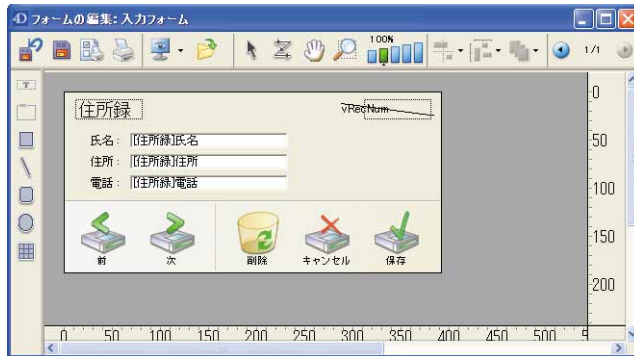 フォームの編集: 入力フォーム
100%
1/1
住所録
vRecNum
氏名: [住所録]氏名
住所: [住所録]住所
電話: [住所録]電話
前 次 削除 キャンセル 保存
0
50
100
150
200
0 50 100 150 200 250 300 350 400 450 500